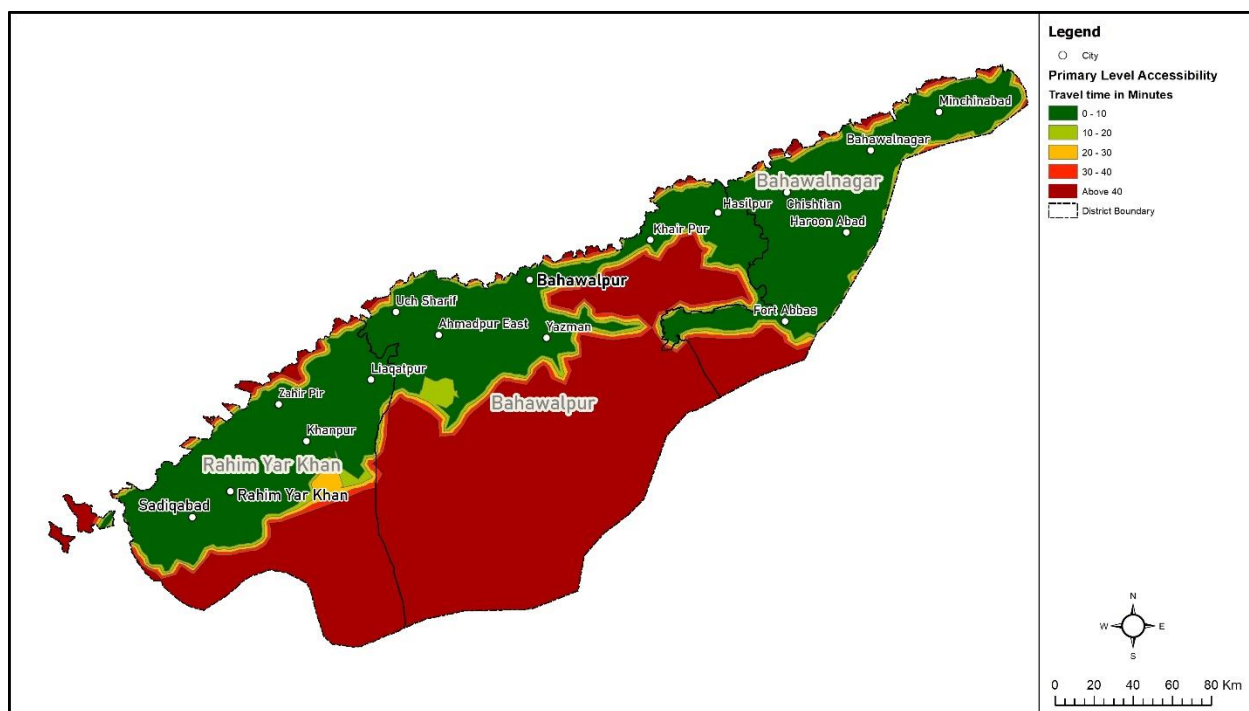 Legend
City
Primary Level Accessibility
Travel time in Minutes
0 - 10
10 - 20
20 - 30
30 - 40
Above 40
District Boundary
Minchinabad
Bahawalnagar
Bahawalnagar
Chishtian
Hasilpur
Haroon Abad
Khair Pur
Bahawalpur
Uch Sharif
Fort Abbas
Ahmadpur East
Yazman
Liaqatpur
Zahir Pir
Bahawalpur
Khanpur
Rahim Yar Khan
Rahim Yar Khan
Sadiqabad
N
W E
S
0 20 40 60 80 Km